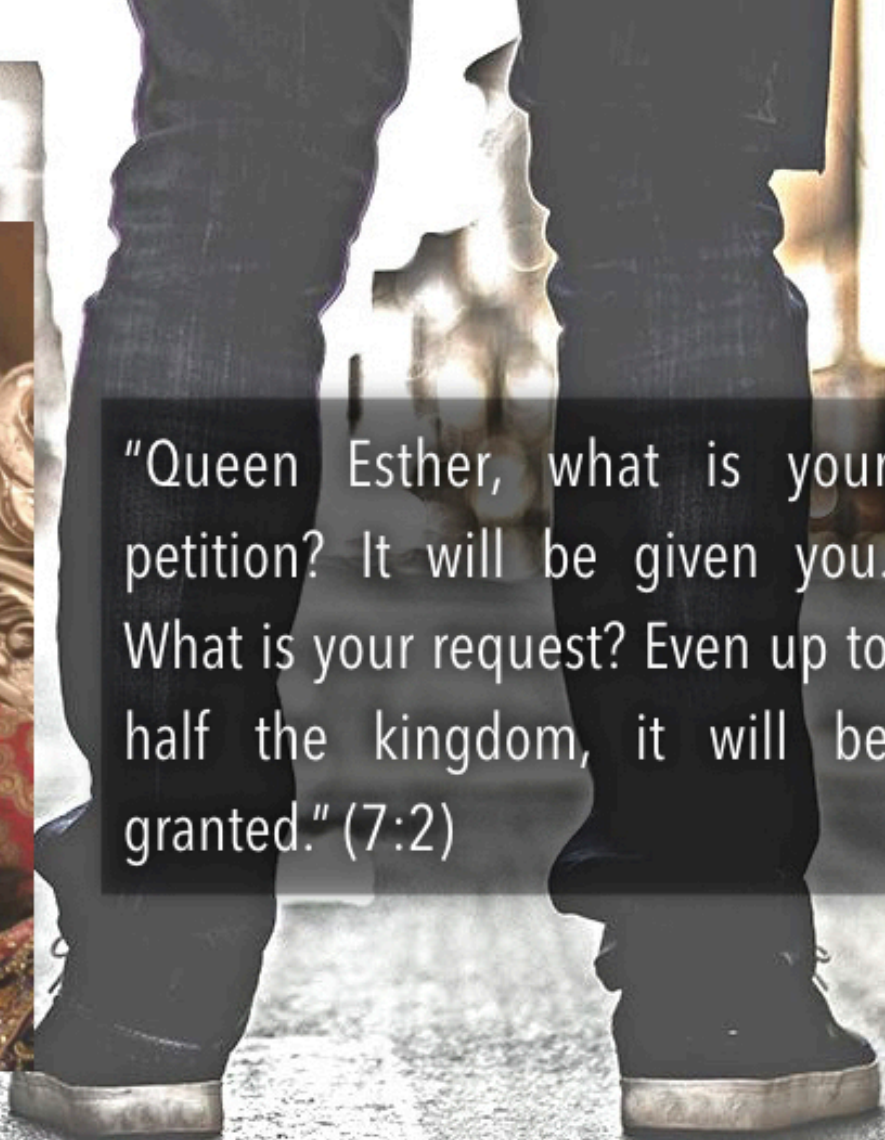 “Queen Esther, what is your
petition? It will be given you.
What is your request? Even up to
half the kingdom, it will be
granted.” (7:2)